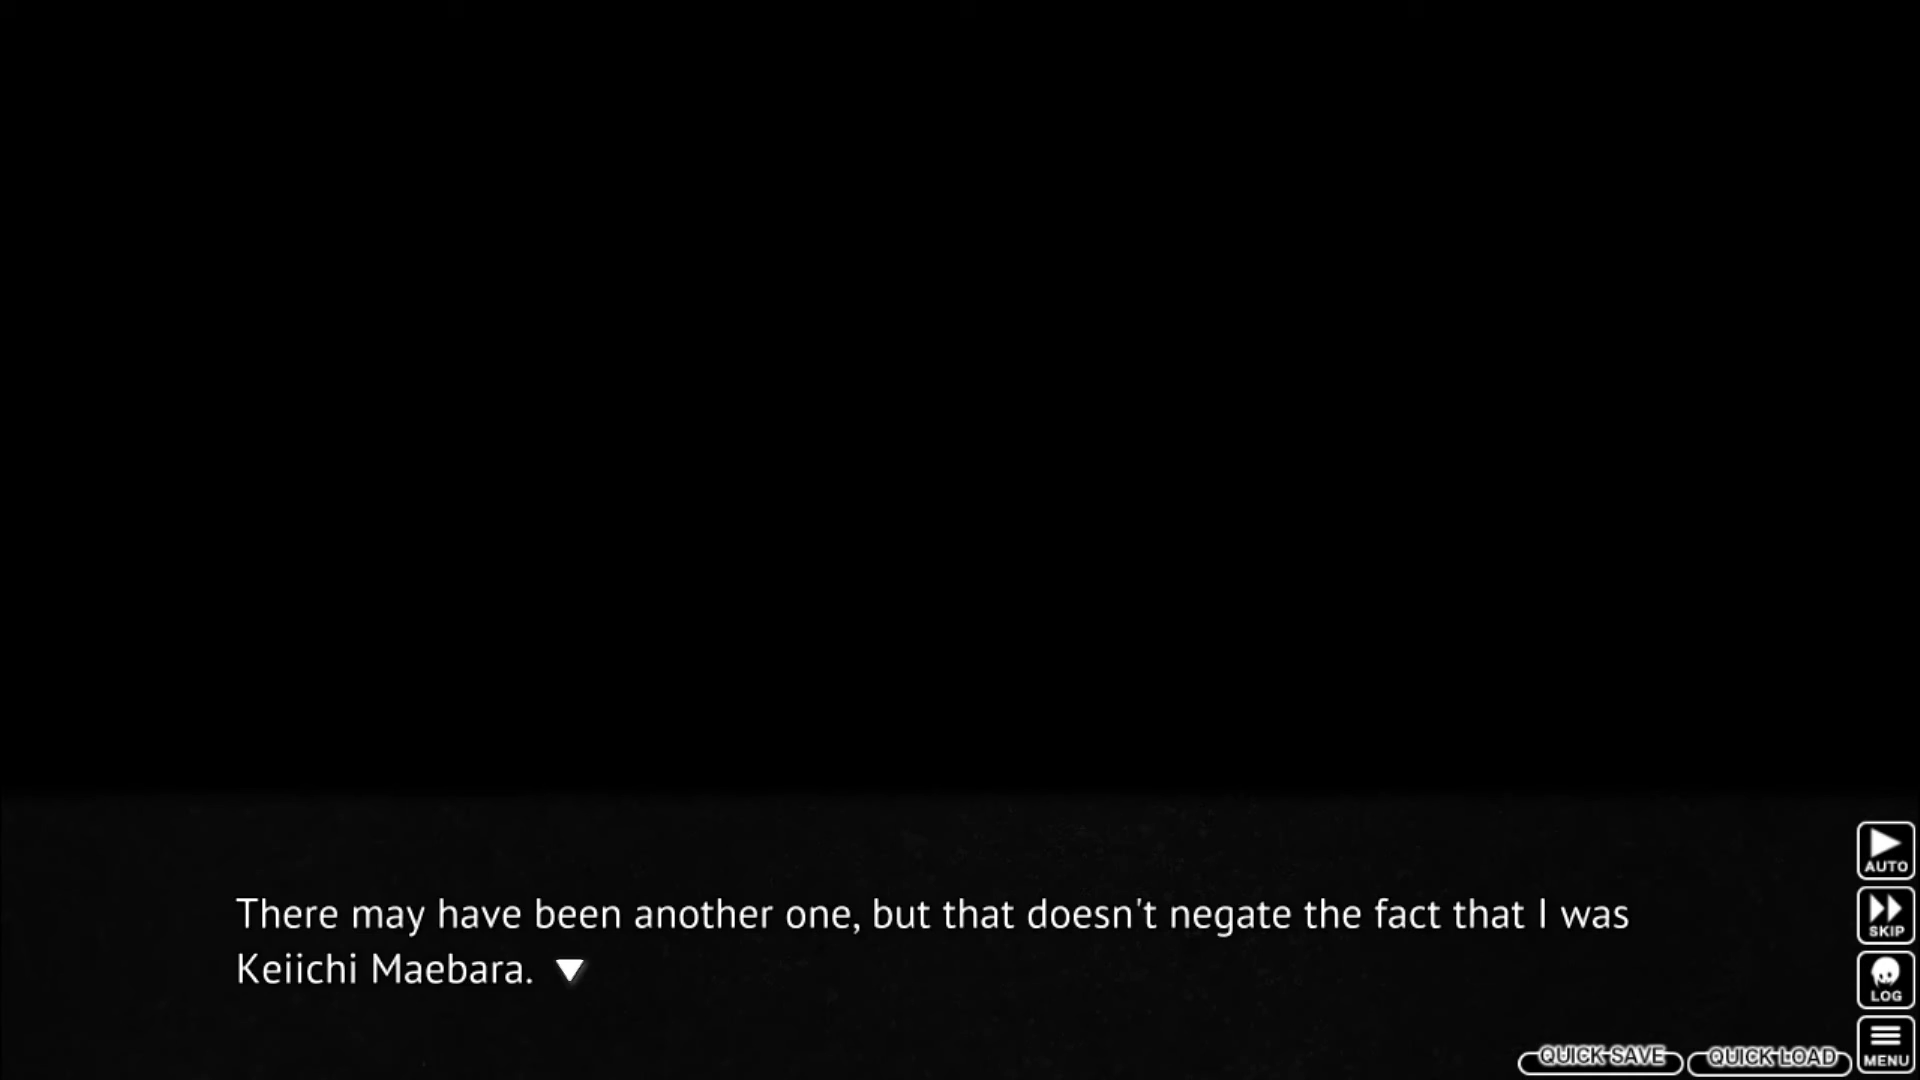 There may have been another one, but that doesn't negate the fact that I was
Keiichi Maebara.
AUTO
SKIP
LOG
MENU
QUICK SAVE
QUICK LOAD